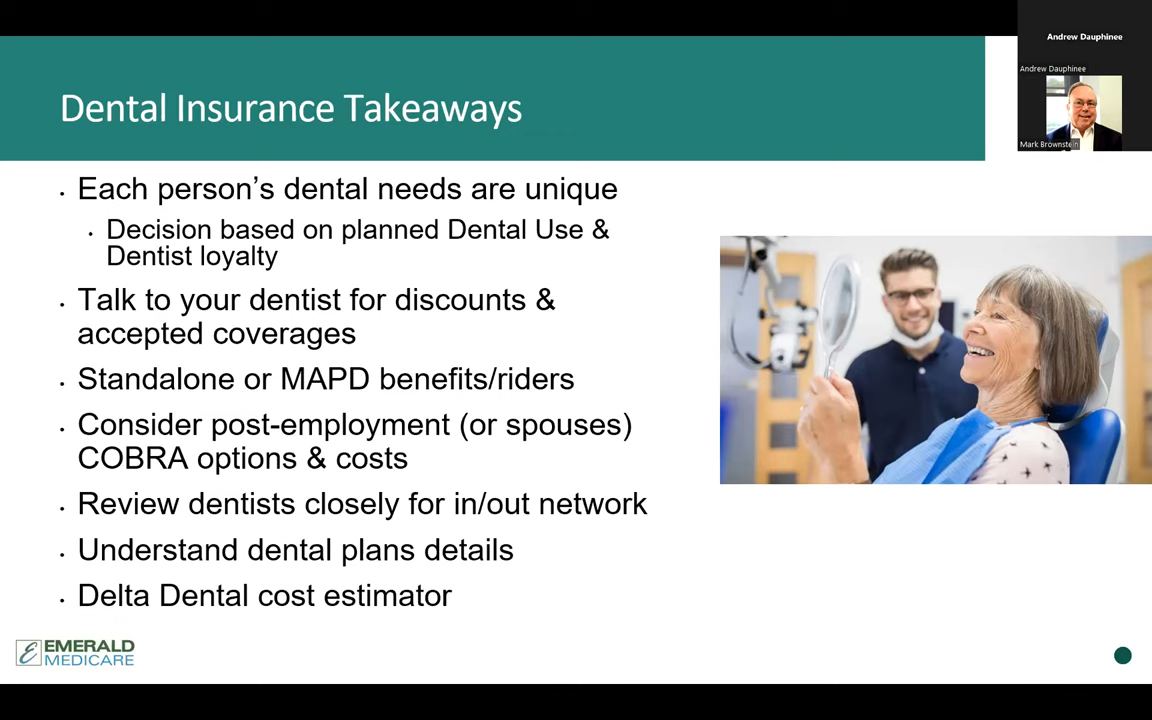 Andrew Dauphinee
Andrew Dauphinee
Mark Brownstein
Dental Insurance Takeaways
Each person’s dental needs are unique
Decision based on planned Dental Use &
Dentist loyalty
Talk to your dentist for discounts &
accepted coverages
Standalone or MAPD benefits/riders
Consider post-employment (or spouses)
COBRA options & costs
Review dentists closely for in/out network
Understand dental plans details
Delta Dental cost estimator
EMERALD
MEDICARE